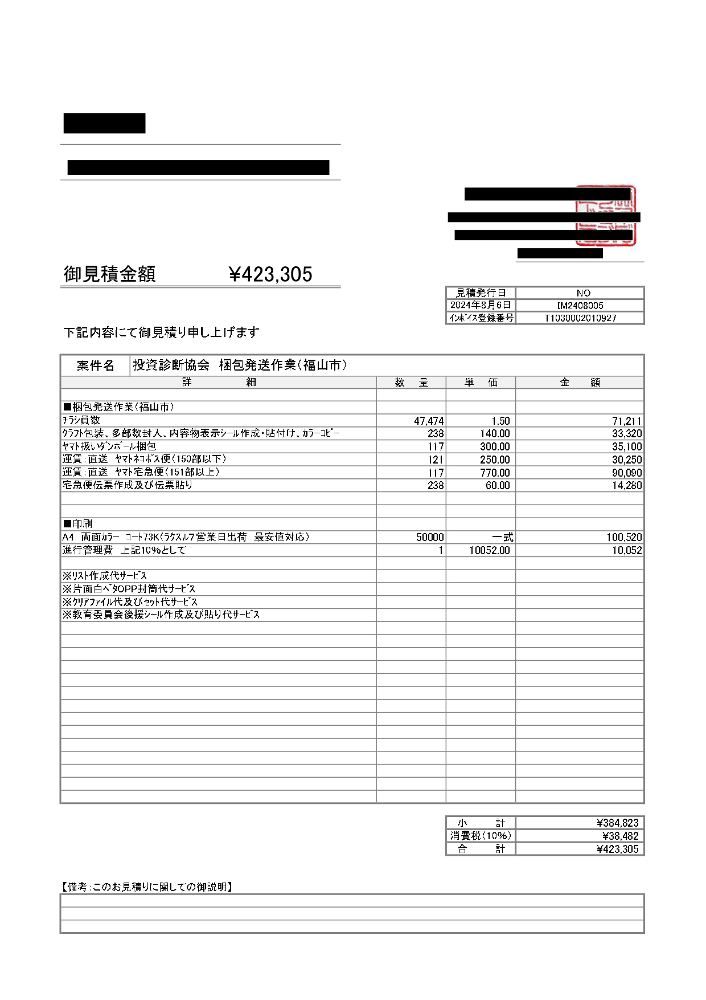 御見積金額 ¥423,305
見積発行日 NO
2024年8月6日 IM2408005
ｲﾝﾎﾞｲｽ登録番号 T1030002010927
下記内容にて御見積り申し上げます
案件名 投資診断協会 梱包発送作業(福山市)
詳 細 数 量 単 価 金 額
■梱包発送作業(福山市)
ﾁﾗｼ員数 47,474 1.50 71,211
ｸﾗﾌﾄ包装、多部数封入、内容物表示ｼｰﾙ作成・貼付け、ｶﾗｰｺﾋﾟｰ 238 140.00 33,320
ﾔﾏﾄ扱いﾀﾞﾝﾎﾞｰﾙ梱包 117 300.00 35,100
運賃:直送 ﾔﾏﾄﾈｺﾎﾟｽ便(150部以下) 121 250.00 30,250
運賃:直送 ﾔﾏﾄ宅急便(151部以上) 117 770.00 90,090
宅急便伝票作成及び伝票貼り 238 60.00 14,280
■印刷
A4 両面ｶﾗｰ ｺｰﾄ73K(ﾗｸｽﾙ7営業日出荷 最安値対応) 50000 一式 100,520
進行管理費 上記10%として 1 10052.00 10,052
※ﾘｽﾄ作成代ｻｰﾋﾞｽ
※片面白ﾍﾞﾀOPP封筒代ｻｰﾋﾞｽ
※ｸﾘｱﾌｧｲﾙ代及びｾｯﾄ代ｻｰﾋﾞｽ
※教育委員会後援ｼｰﾙ作成及び貼り代ｻｰﾋﾞｽ
小 計 ¥384,823
消費税(10%) ¥38,482
合 計 ¥423,305
【備考:このお見積りに関しての御説明】